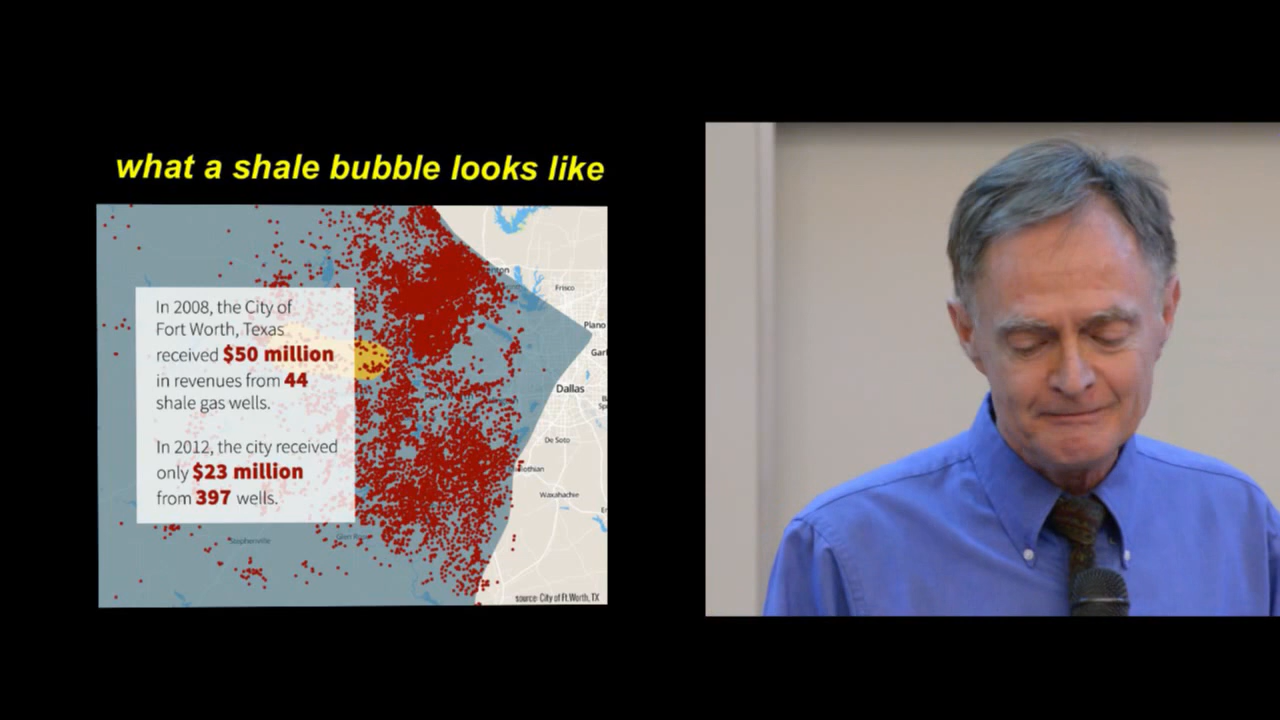 what a shale bubble looks like
In 2008, the City of
Fort Worth, Texas
received $50 million
in revenues from 44
shale gas wells.
In 2012, the city received
only $23 million
from 397 wells.
Frisco
Plano
Dallas
De Soto
Waxahachie
Stephenville
source: City of Ft.Worth, TX